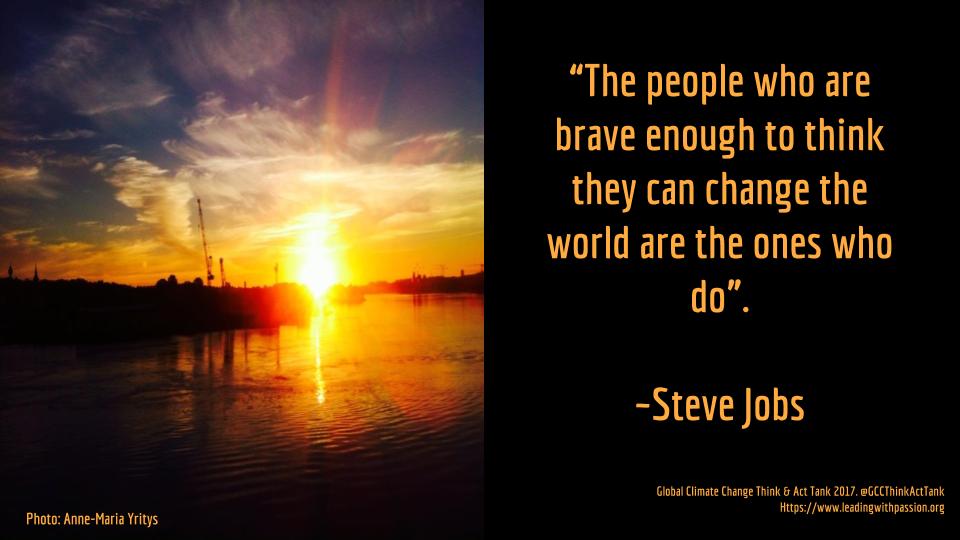 “The people who are
brave enough to think
they can change the
world are the ones who
do”.
–Steve Jobs
Global Climate Change Think & Act Tank 2017. @GCCThinkActTank
Https://www.leadingwithpassion.org
Photo: Anne-Maria Yritys